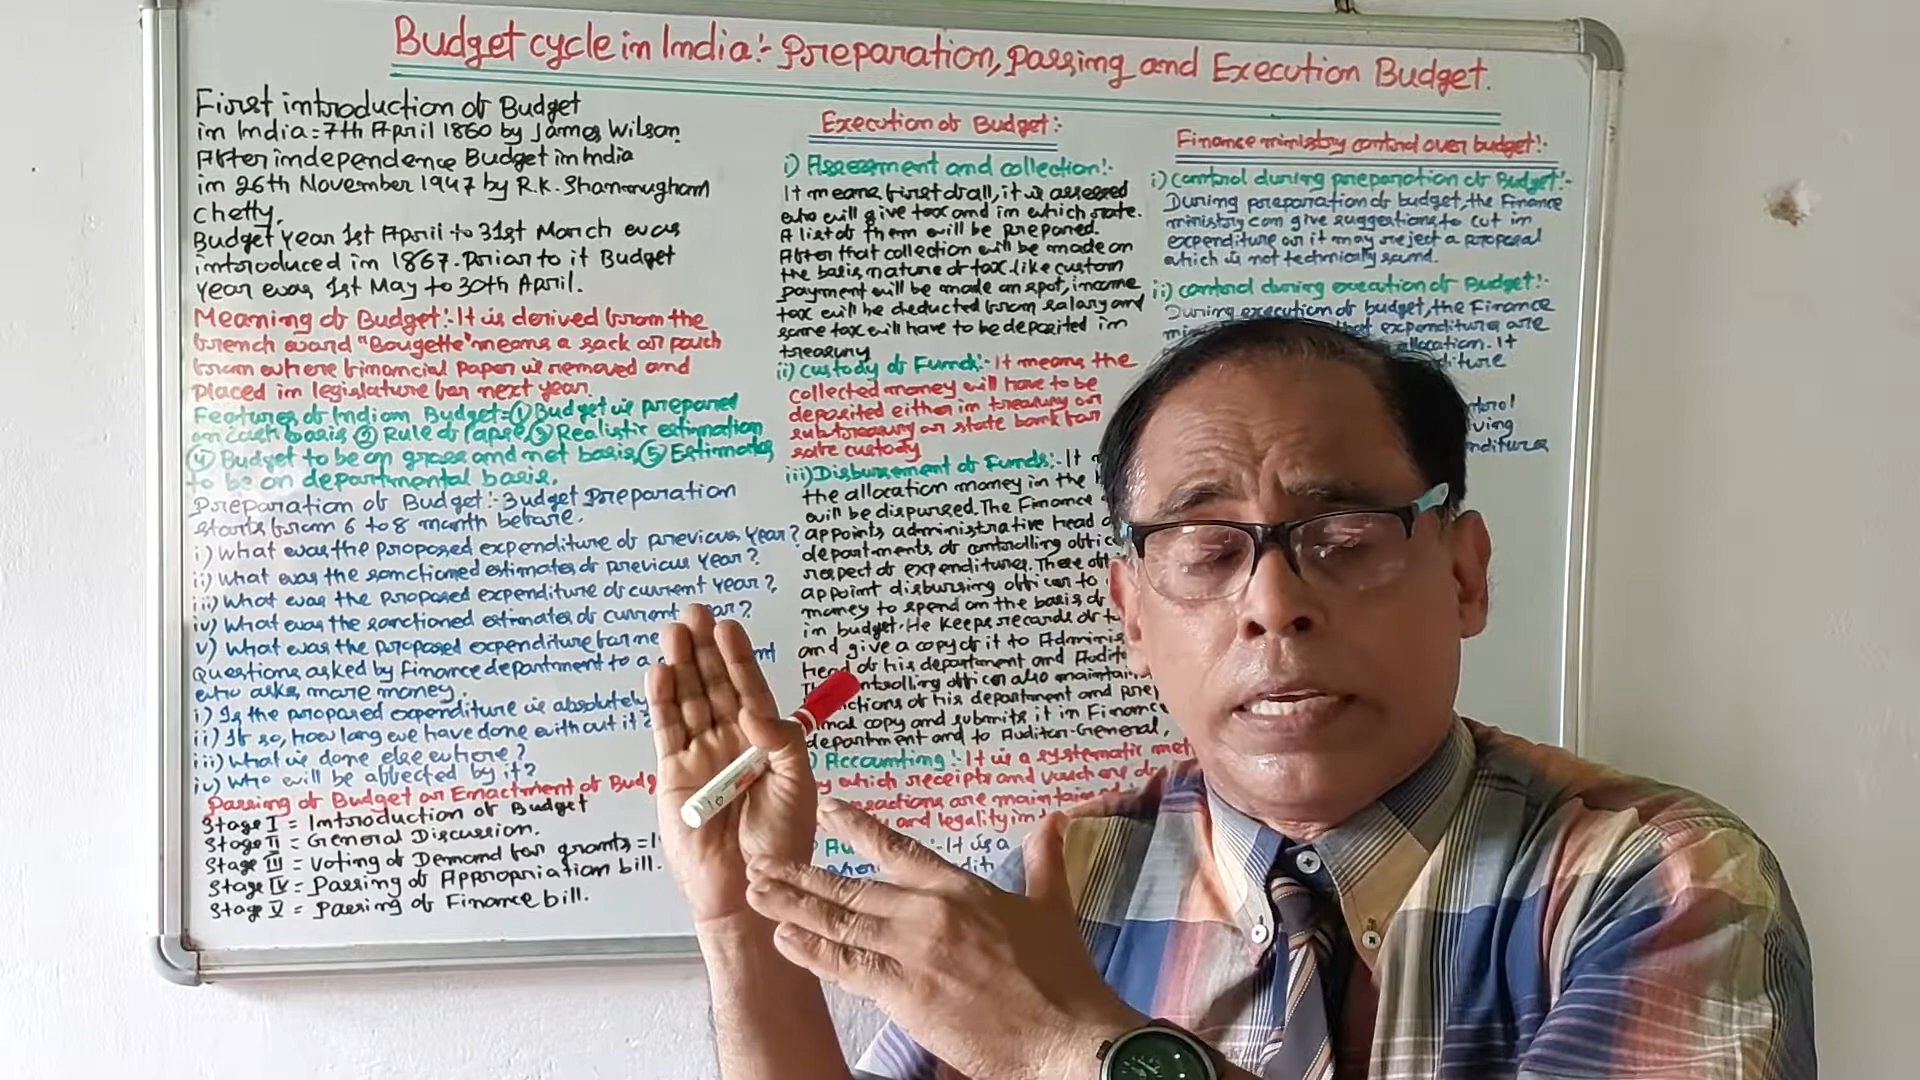 Budget cycle in India:- Preparation, Passing and Execution Budget.
First introduction of Budget
in India=7th April 1860 by James Wilson.
After independence Budget in India
in 26th November 1947 by R.K. Shanmugham
Chetty.
Budget year 1st April to 31st March was
introduced in 1867. Prior to it Budget
year was 1st May to 30th April.
Meaning of Budget:- It is derived from the
french word "Bougette" means a sack or pouch
from where financial paper is removed and
placed in legislature for next year.
Features of Indian Budget=① Budget is prepared
on cash basis ② Rule of lapse, ③ Realistic estimation
④ Budget to be on gross and net basis, ⑤ Estimates
to be on departmental basis.
Preparation of Budget:- Budget preparation
starts from 6 to 8 month before.
i) What was the proposed expenditure of previous year?
ii) What was the sanctioned estimates of previous year?
iii) What was the proposed expenditure of current year?
iv) What was the sanctioned estimates of current year?
v) What was the proposed expenditure for
Questions asked by Finance department to a
who asks more money.
i) Is the proposed expenditure is absolutely
ii) If so, how long we have done without it?
iii) What is done elsewhere?
iv) Who will be affected by it?
Passing of Budget or Enactment of
Stage I = Introduction of Budget
Stage II = General Discussion.
Stage III = Voting of Demand for grants =
Stage IV = Passing of Appropriation bill.
Stage V = Passing of Finance bill.
Execution of Budget:
i) Assessment and collection:-
It means first of all, it is assessed
who will give tax and in which rate.
A list of them will be prepared.
After that collection will be made on
the basis nature of tax like custom
payment will be made on spot, income
tax will be deducted from salary and
some tax will have to be deposited in
treasury
ii) Custody of Funds:- It means the
collected money will have to be
deposited either in treasury or
subtreasury or state bank for
safe custody
iii) Disbursement of Funds:- It
the allocation money in the
will be dispursed. The Finance
appoints administrative head
departments of controlling
respect of expenditures. These
appoint disbursing officer to
money to spend on the basis of
in budget. He keeps records of
and give a copy of it to
head of his department and
controlling officer also
of his department and
copy and submits it in
department and to Auditor-General,
Accounting:- It is a systematic
which receipts and
are
and legality in
:- It is a
Finance ministry control over budget:-
i) Control during preparation of Budget:-
During preparation of budget, the Finance
ministry can give suggestions to cut in
expenditure or it may reject a proposal
which is not technically sound.
ii) Control during execution of Budget:-
During execution of budget, the Finance
expenditure are
allocation. It